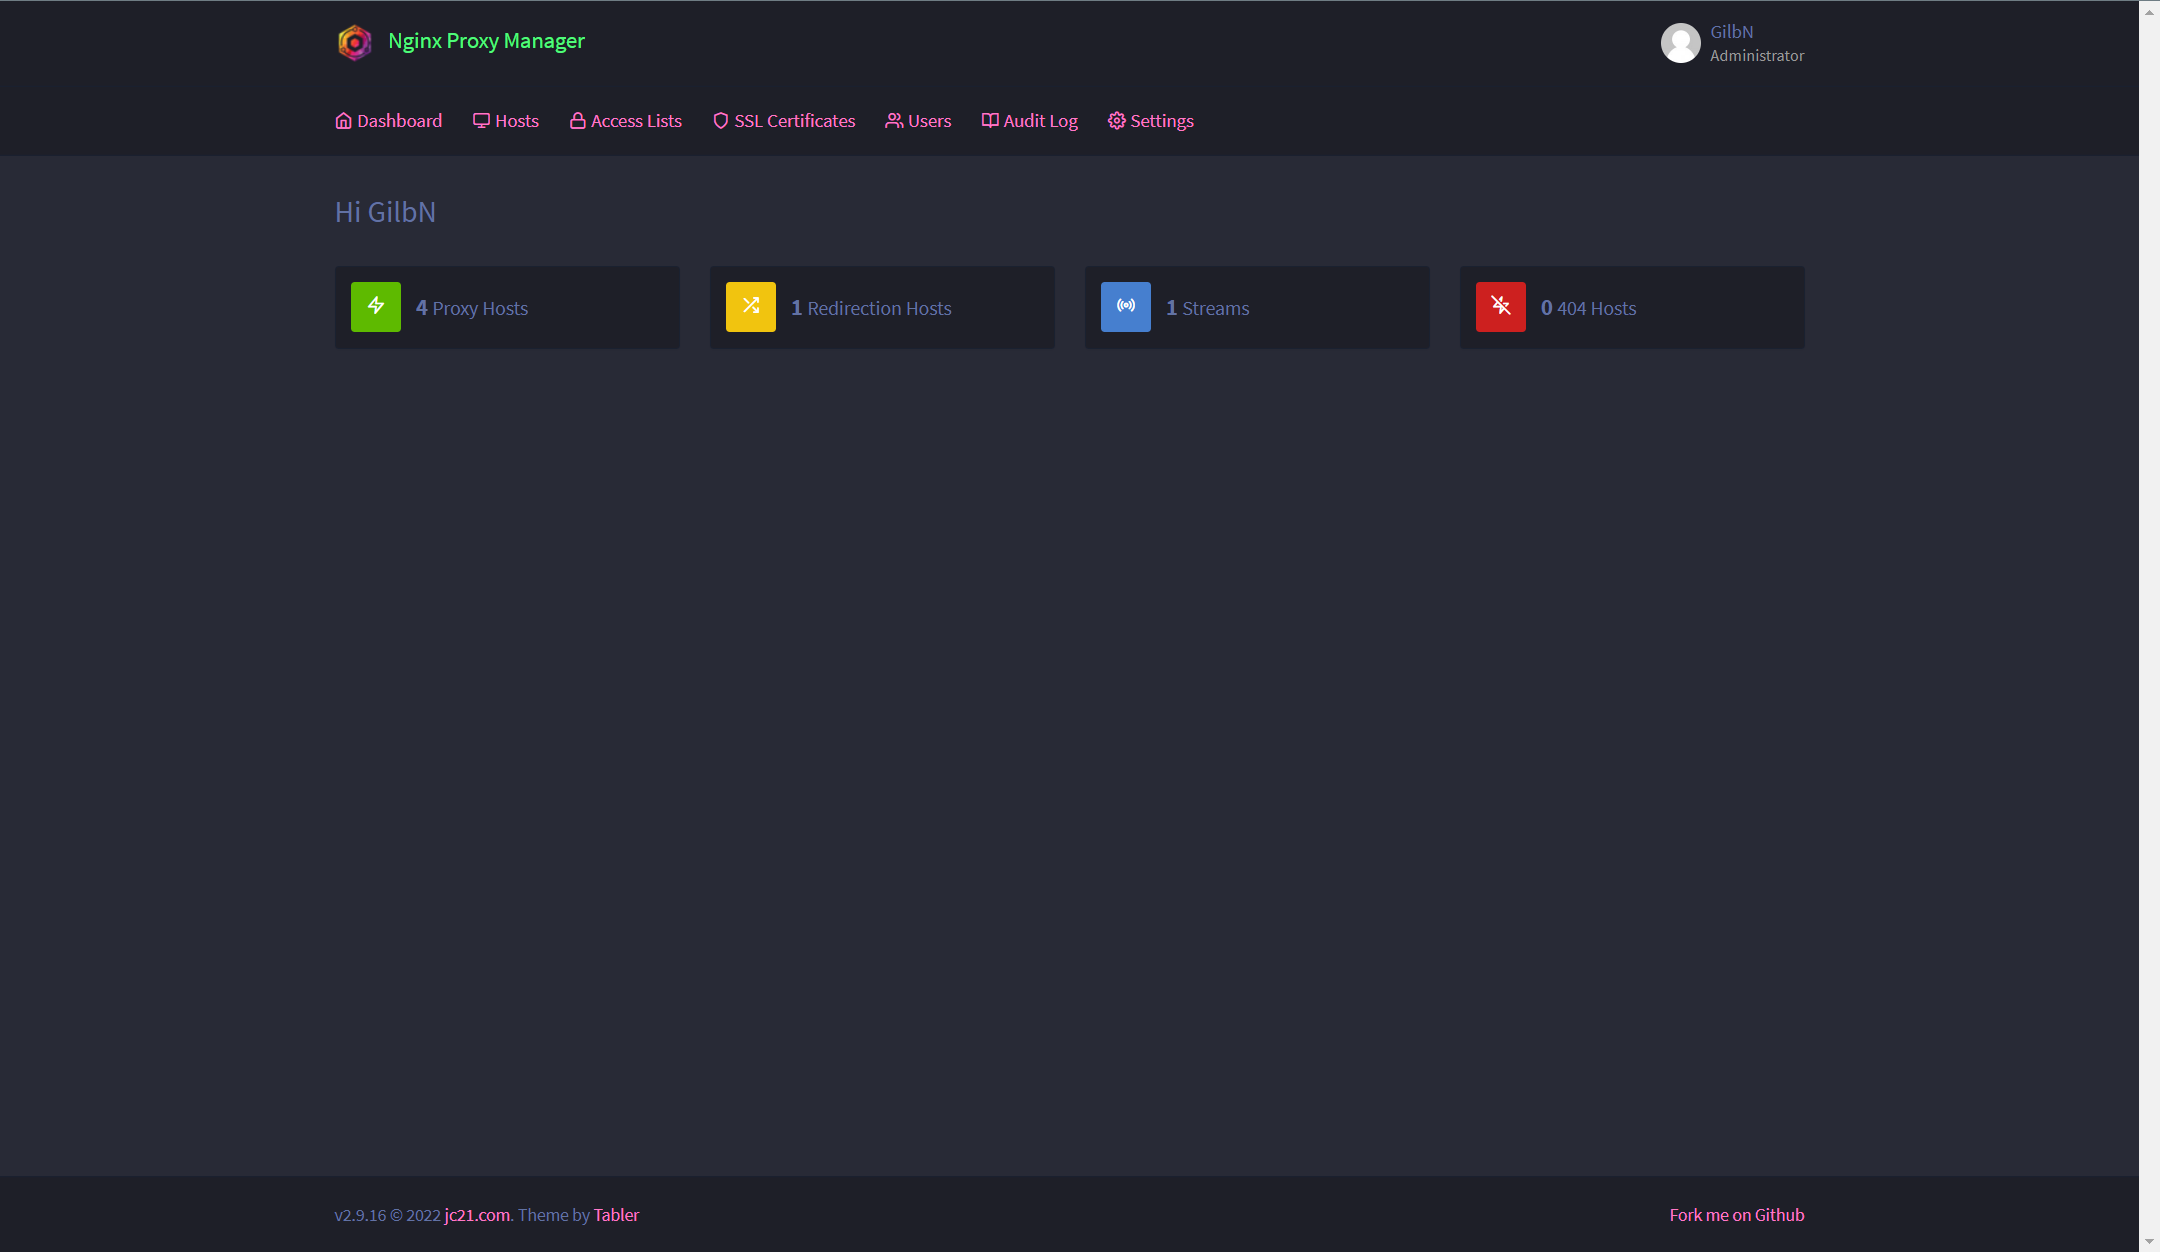 Nginx Proxy Manager
GilbN
Administrator
Dashboard Hosts Access Lists SSL Certificates Users Audit Log Settings
Hi GilbN
4 Proxy Hosts
1 Redirection Hosts
1 Streams
0 404 Hosts
v2.9.16 © 2022 jc21.com. Theme by Tabler
Fork me on Github